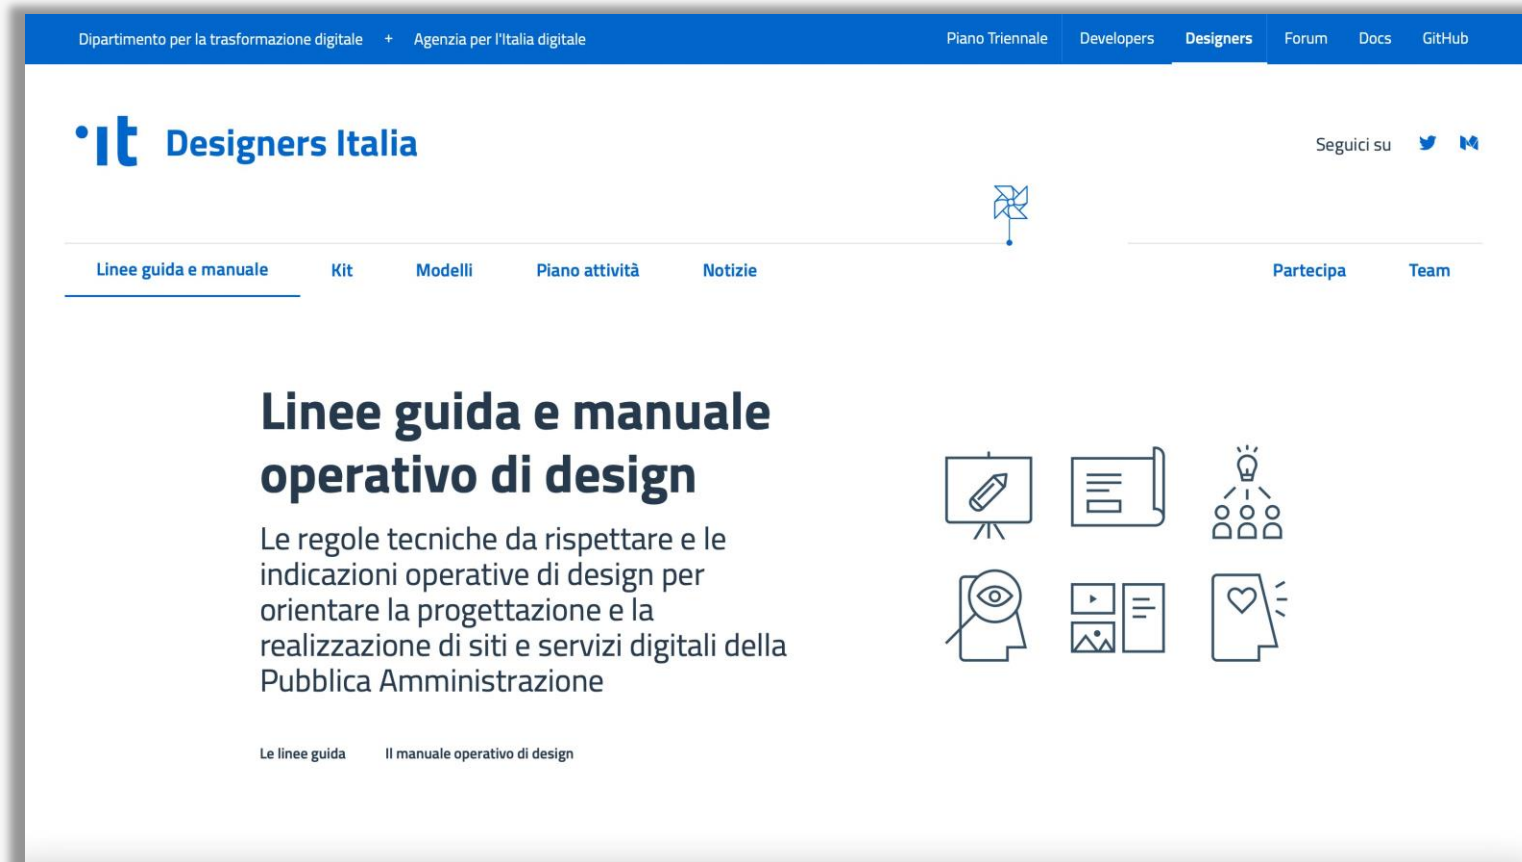 Dipartimento per la trasformazione digitale + Agenzia per l'Italia digitale Piano Triennale Developers Designers Forum Docs GitHub
it Designers Italia
Seguici su
Linee guida e manuale Kit Modelli Piano attività Notizie Partecipa Team
Linee guida e manuale
operativo di design
Le regole tecniche da rispettare e le
indicazioni operative di design per
orientare la progettazione e la
realizzazione di siti e servizi digitali della
Pubblica Amministrazione
Le linee guida Il manuale operativo di design